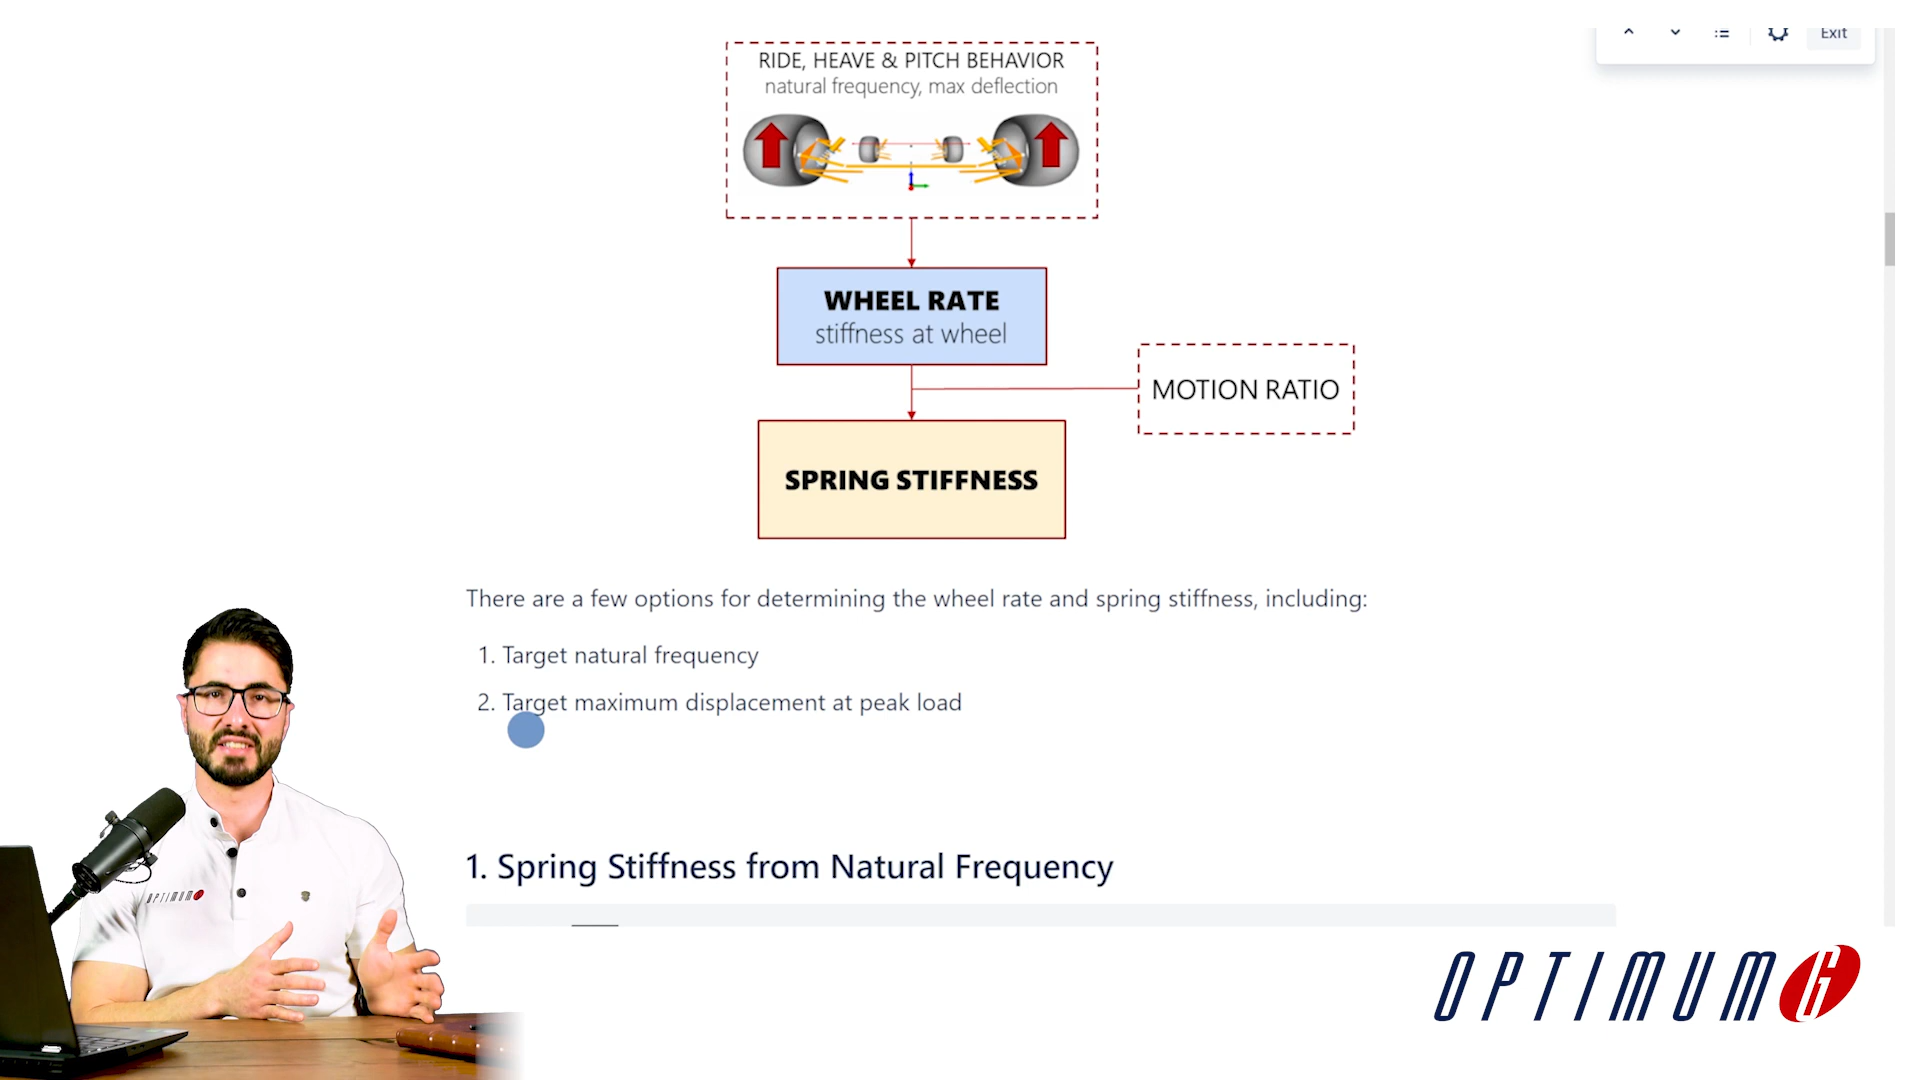 Exit
RIDE, HEAVE & PITCH BEHAVIOR
natural frequency, max deflection
WHEEL RATE
stiffness at wheel
MOTION RATIO
SPRING STIFFNESS
There are a few options for determining the wheel rate and spring stiffness, including:
1. Target natural frequency
2. Target maximum displacement at peak load
1. Spring Stiffness from Natural Frequency
OPTIMUM G
OPTIMUM G